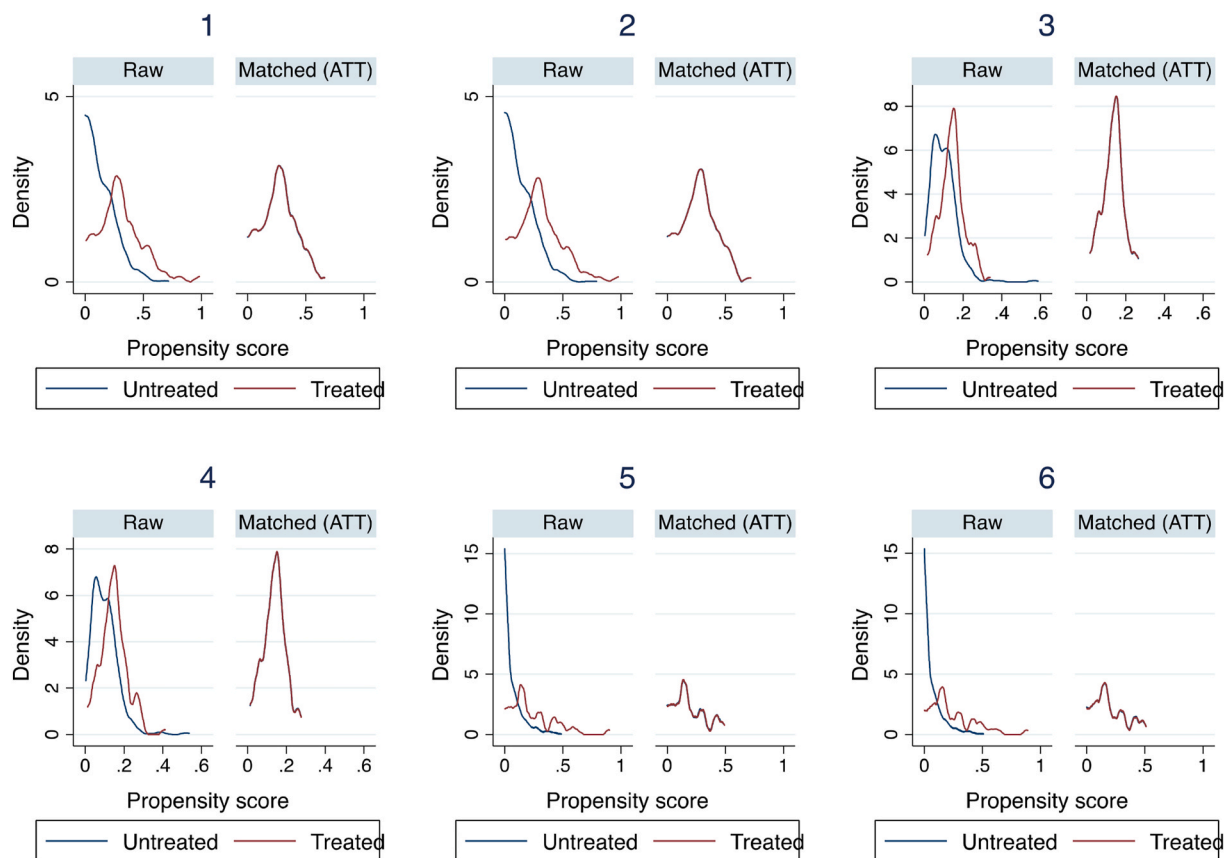 1 2 3
Raw Matched (ATT) Raw Matched (ATT) Raw Matched (ATT)
5 5 8
6
4
2
0 0 0
Density Density Density
0 .5 1 0 .5 1 0 .5 1 0 .5 1 0 .2 .4 .6 0 .2 .4 .6
Propensity score Propensity score Propensity score
Untreated Treated Untreated Treated Untreated Treated
4 5 6
Raw Matched (ATT) Raw Matched (ATT) Raw Matched (ATT)
8 15 15
6 10 10
4 5 5
2
0 0 0
Density Density Density
0 .2 .4 .6 0 .2 .4 .6 0 .5 1 0 .5 1 0 .5 1 0 .5 1
Propensity score Propensity score Propensity score
Untreated Treated Untreated Treated Untreated Treated